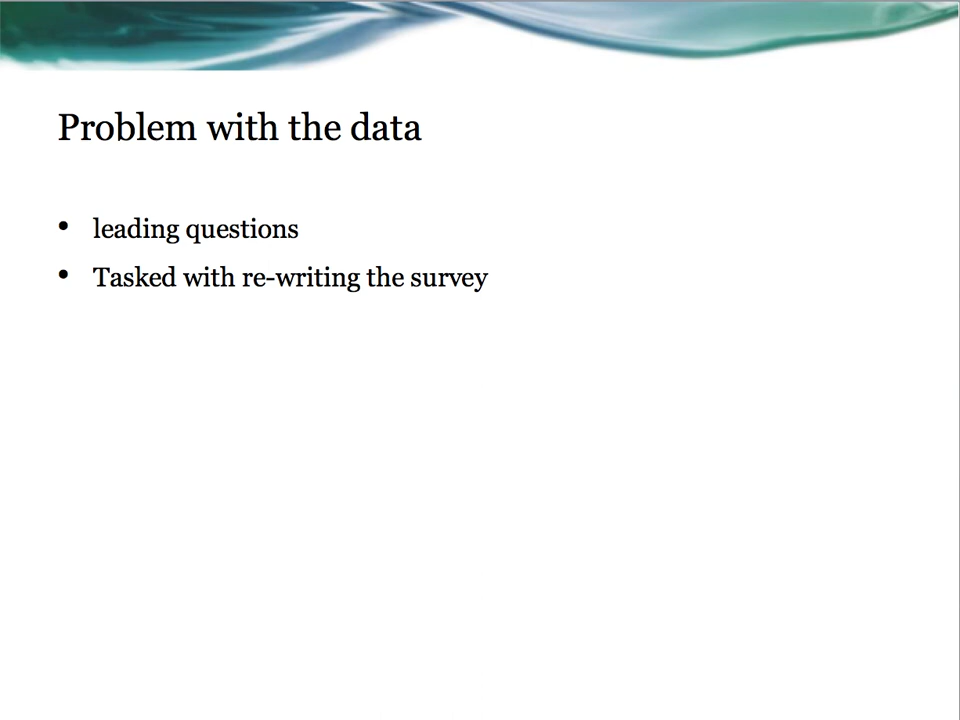 Problem with the data
• leading questions
• Tasked with re-writing the survey